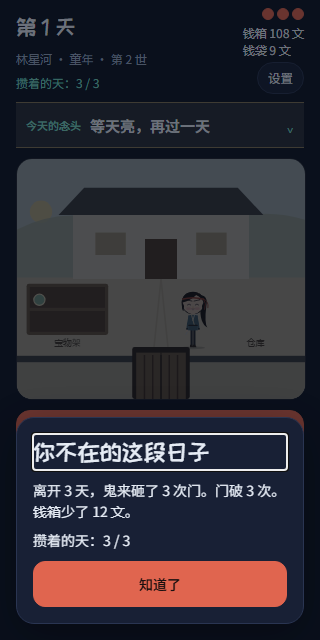 第1天
钱箱 108 文
钱袋 9 文
林星河 · 童年 · 第 2 世
攒着的天：3 / 3
设置
今天的念头 等天亮，再过一天
宝物架
仓库
你不在的这段日子
离开 3 天，鬼来砸了 3 次门。门破 3 次。
钱箱少了 12 文。
攒着的天：3 / 3
知道了